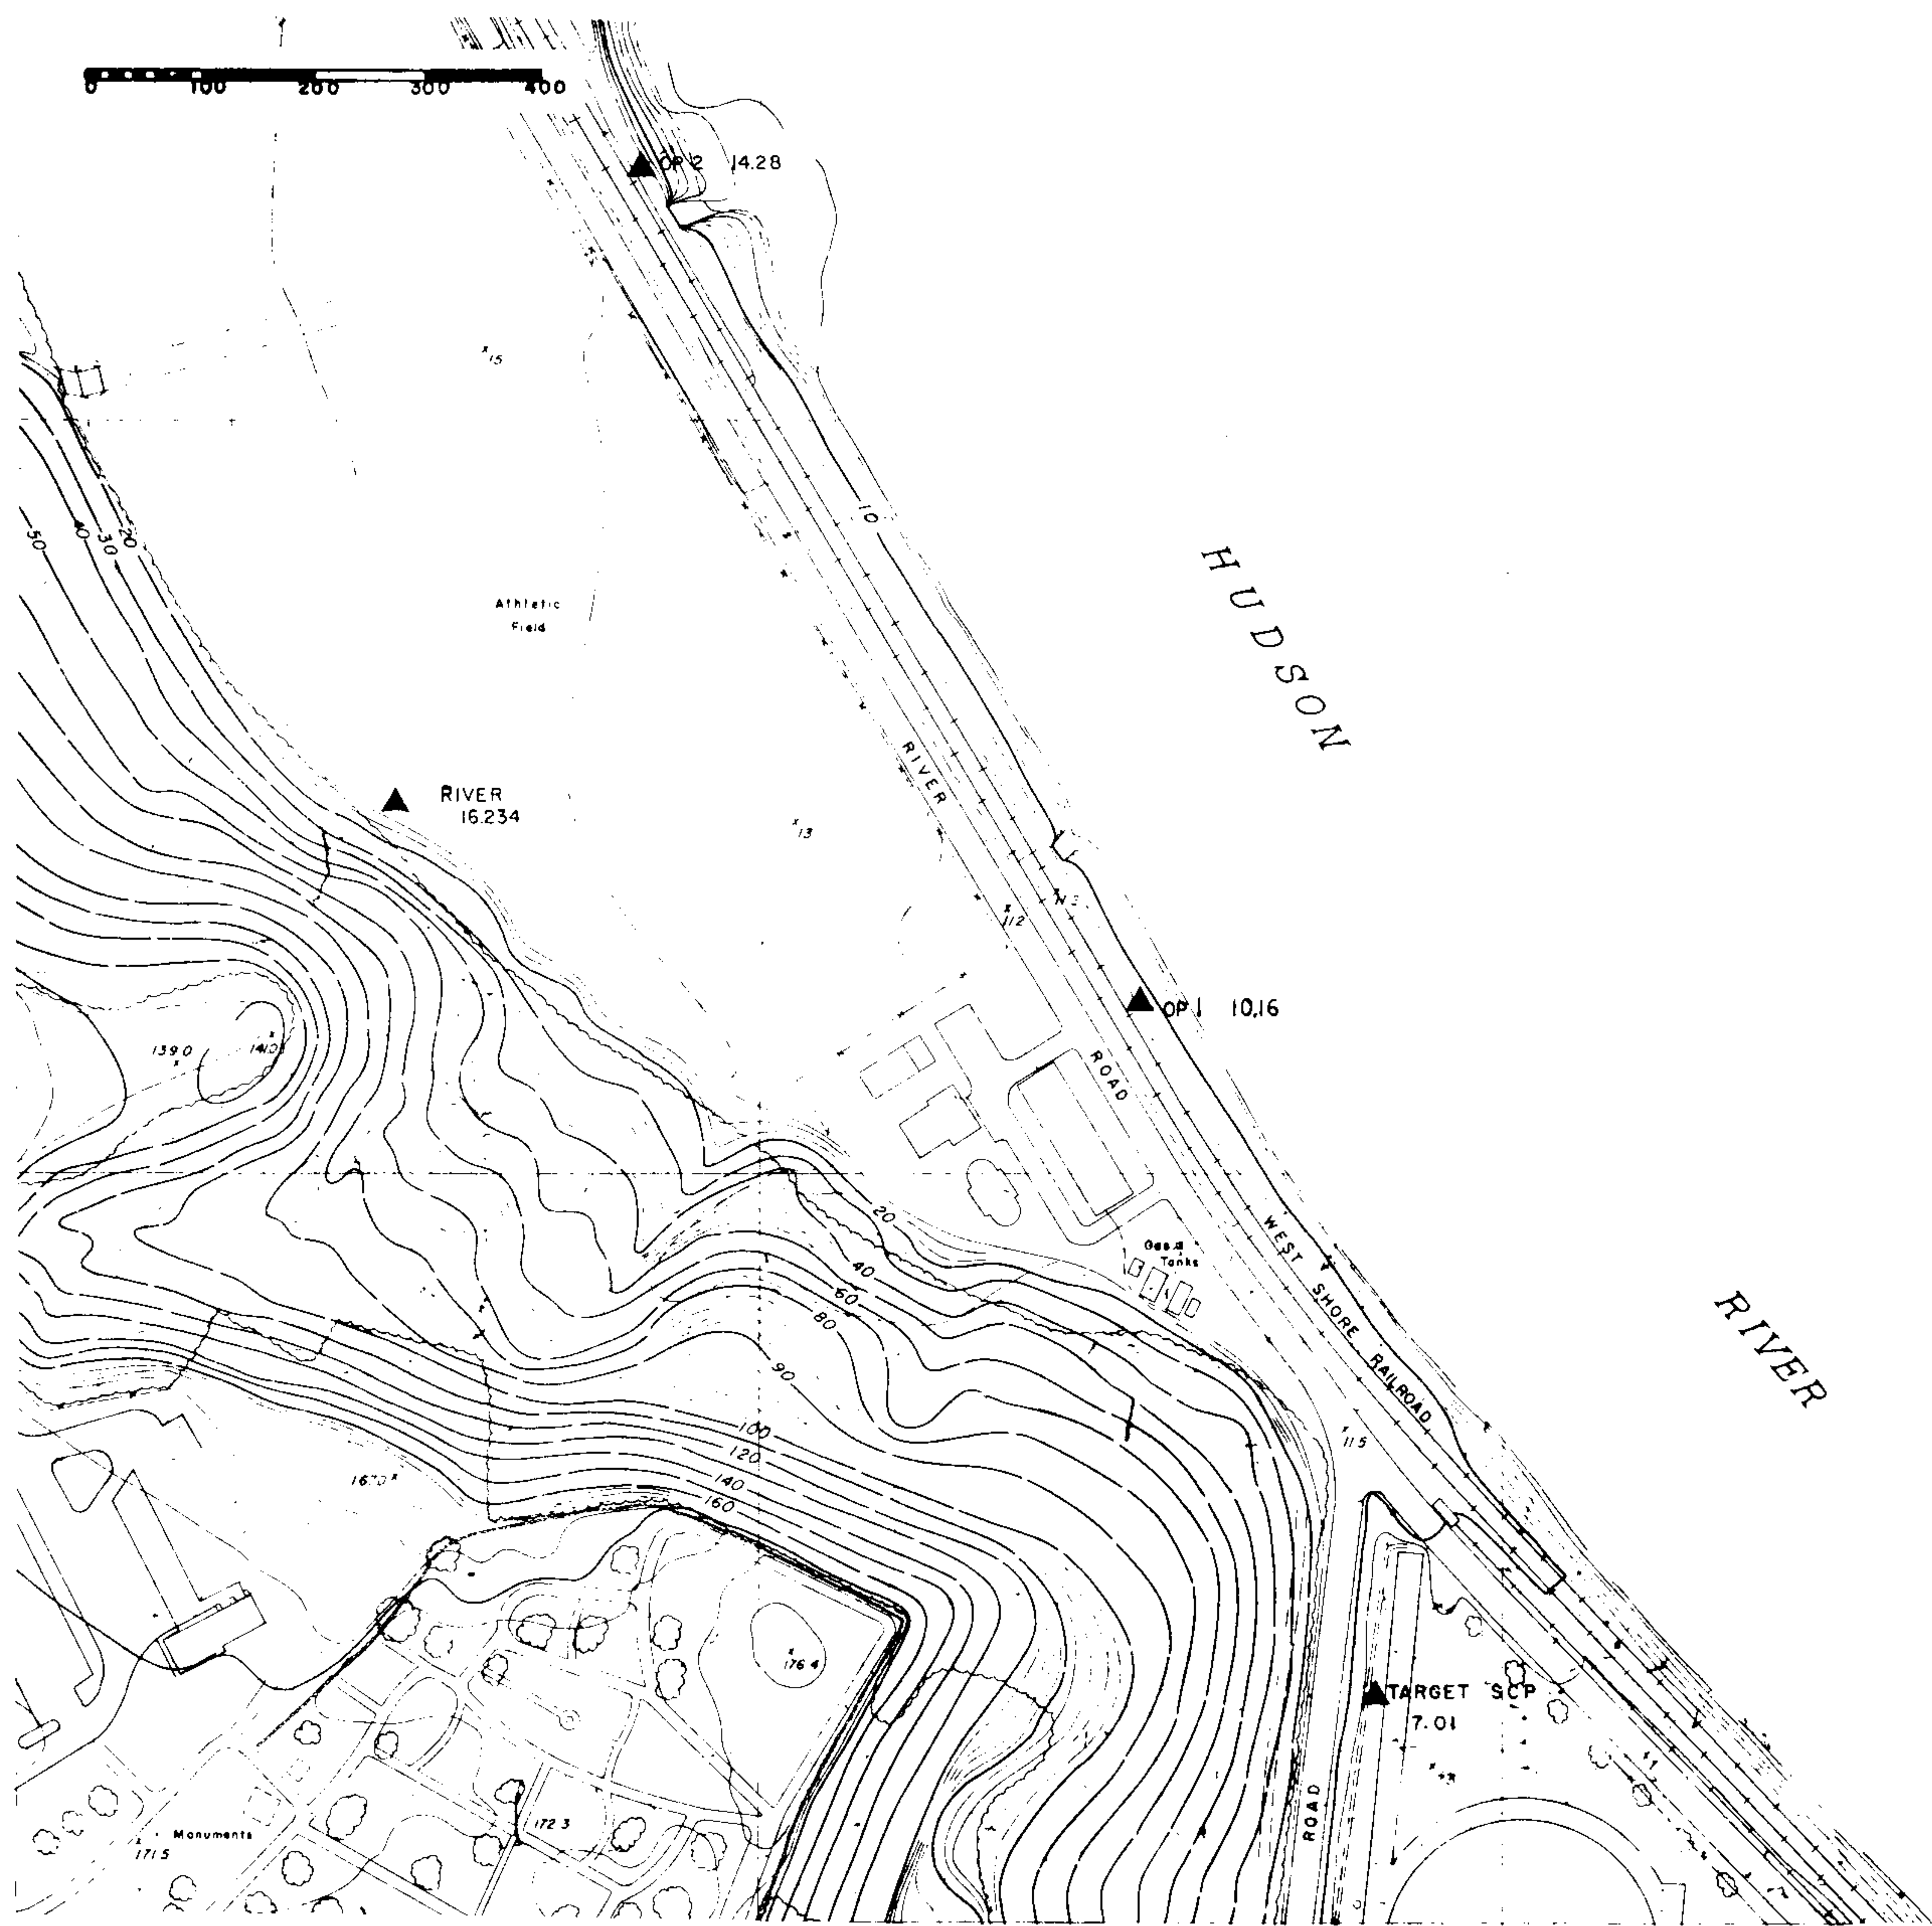 0 100 200 300 400
OP 2 14.28
15
50 40 30 20
10
Athletic
Field
HUDSON
RIVER
16.234
RIVER
13
112
OP 1 10.16
139.0
141.0
ROAD
20
Gas
Tanks
40
60
80
90
WEST SHORE RAILROAD
RIVER
100
120
140
160
11.5
167.0
176.4
TARGET SCP
7.01
ROAD
172.3
Monuments
171.5